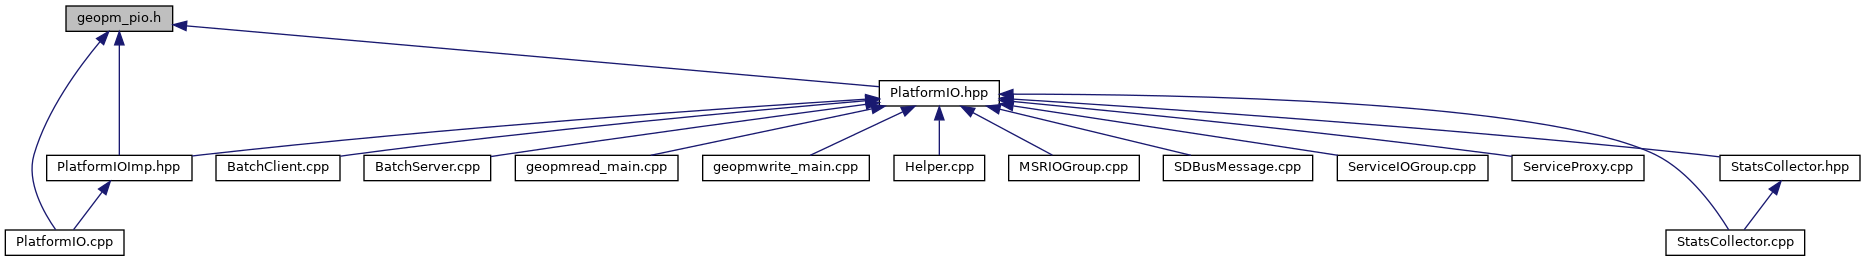 geopm_pio.h
PlatformIO.hpp
PlatformIOImp.hpp
BatchClient.cpp
BatchServer.cpp
geopmread_main.cpp
geopmwrite_main.cpp
Helper.cpp
MSRIOGroup.cpp
SDBusMessage.cpp
ServiceIOGroup.cpp
ServiceProxy.cpp
StatsCollector.hpp
PlatformIO.cpp
StatsCollector.cpp